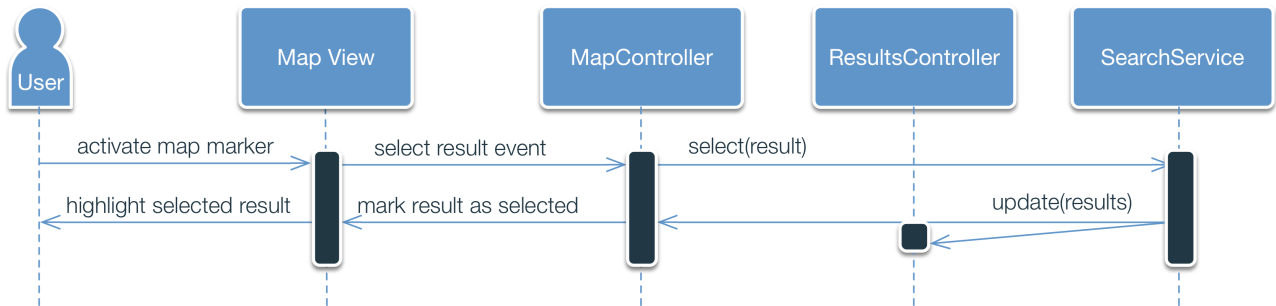 User
Map View
MapController
ResultsController
SearchService
activate map marker
select result event
select(result)
highlight selected result
mark result as selected
update(results)